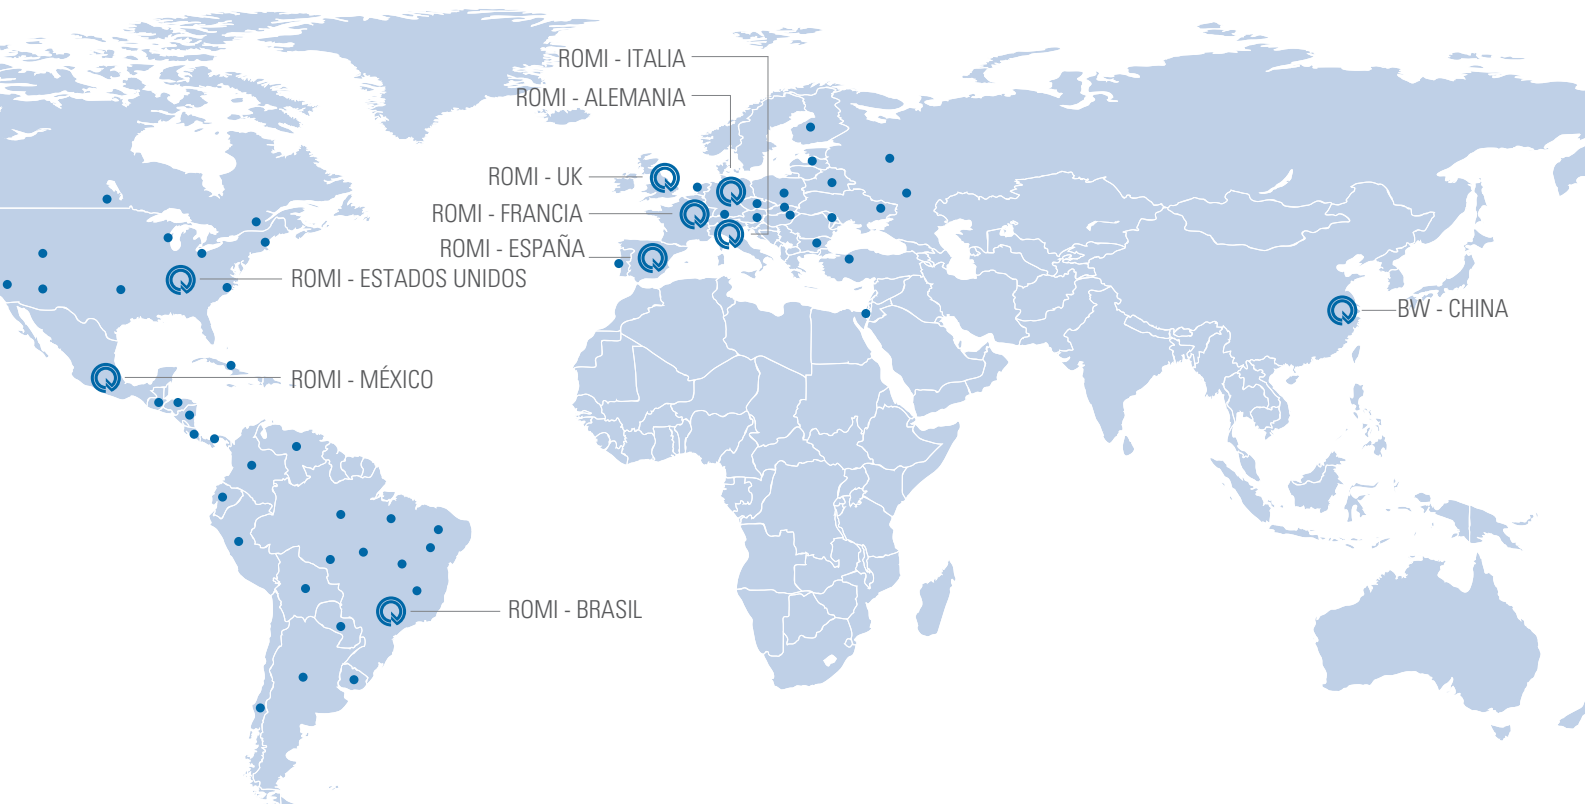 ROMI - ITALIA
ROMI - ALEMANIA
ROMI - UK
ROMI - FRANCIA
ROMI - ESPAÑA
ROMI - ESTADOS UNIDOS
BW - CHINA
ROMI - MÉXICO
ROMI - BRASIL